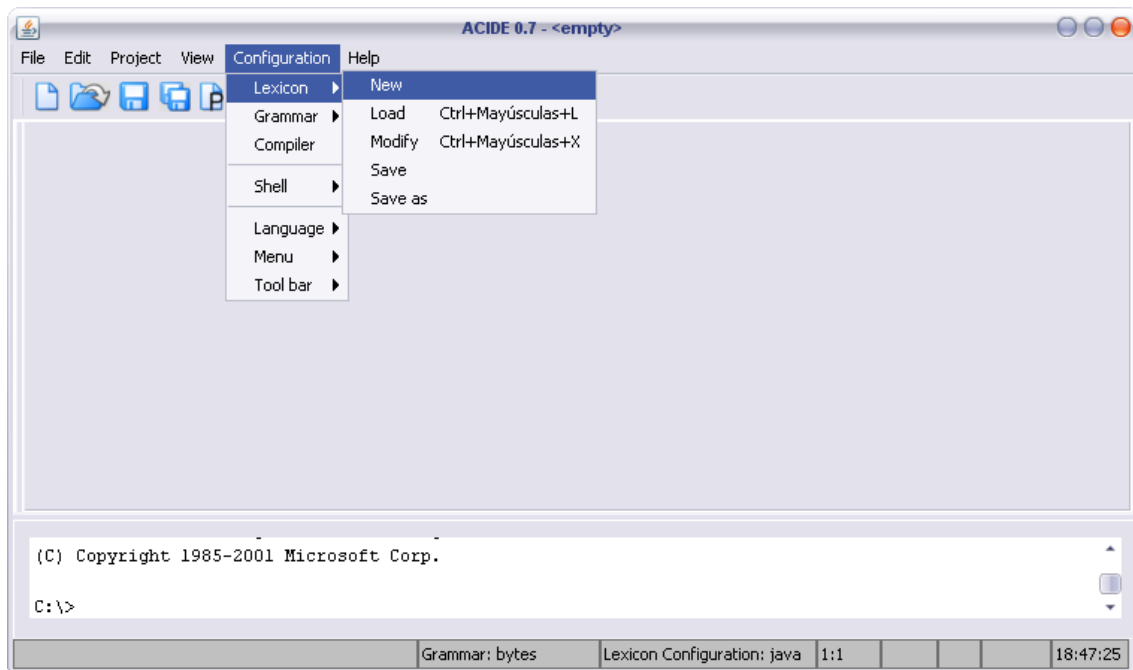 ACIDE 0.7 - <empty>
File Edit Project View Configuration Help
P
Lexicon
Grammar
Compiler
Shell
Language
Menu
Tool bar
New
Load Ctrl+Mayúsculas+L
Modify Ctrl+Mayúsculas+X
Save
Save as
(C) Copyright 1985-2001 Microsoft Corp.
C:\>
Grammar: bytes Lexicon Configuration: java 1:1 18:47:25